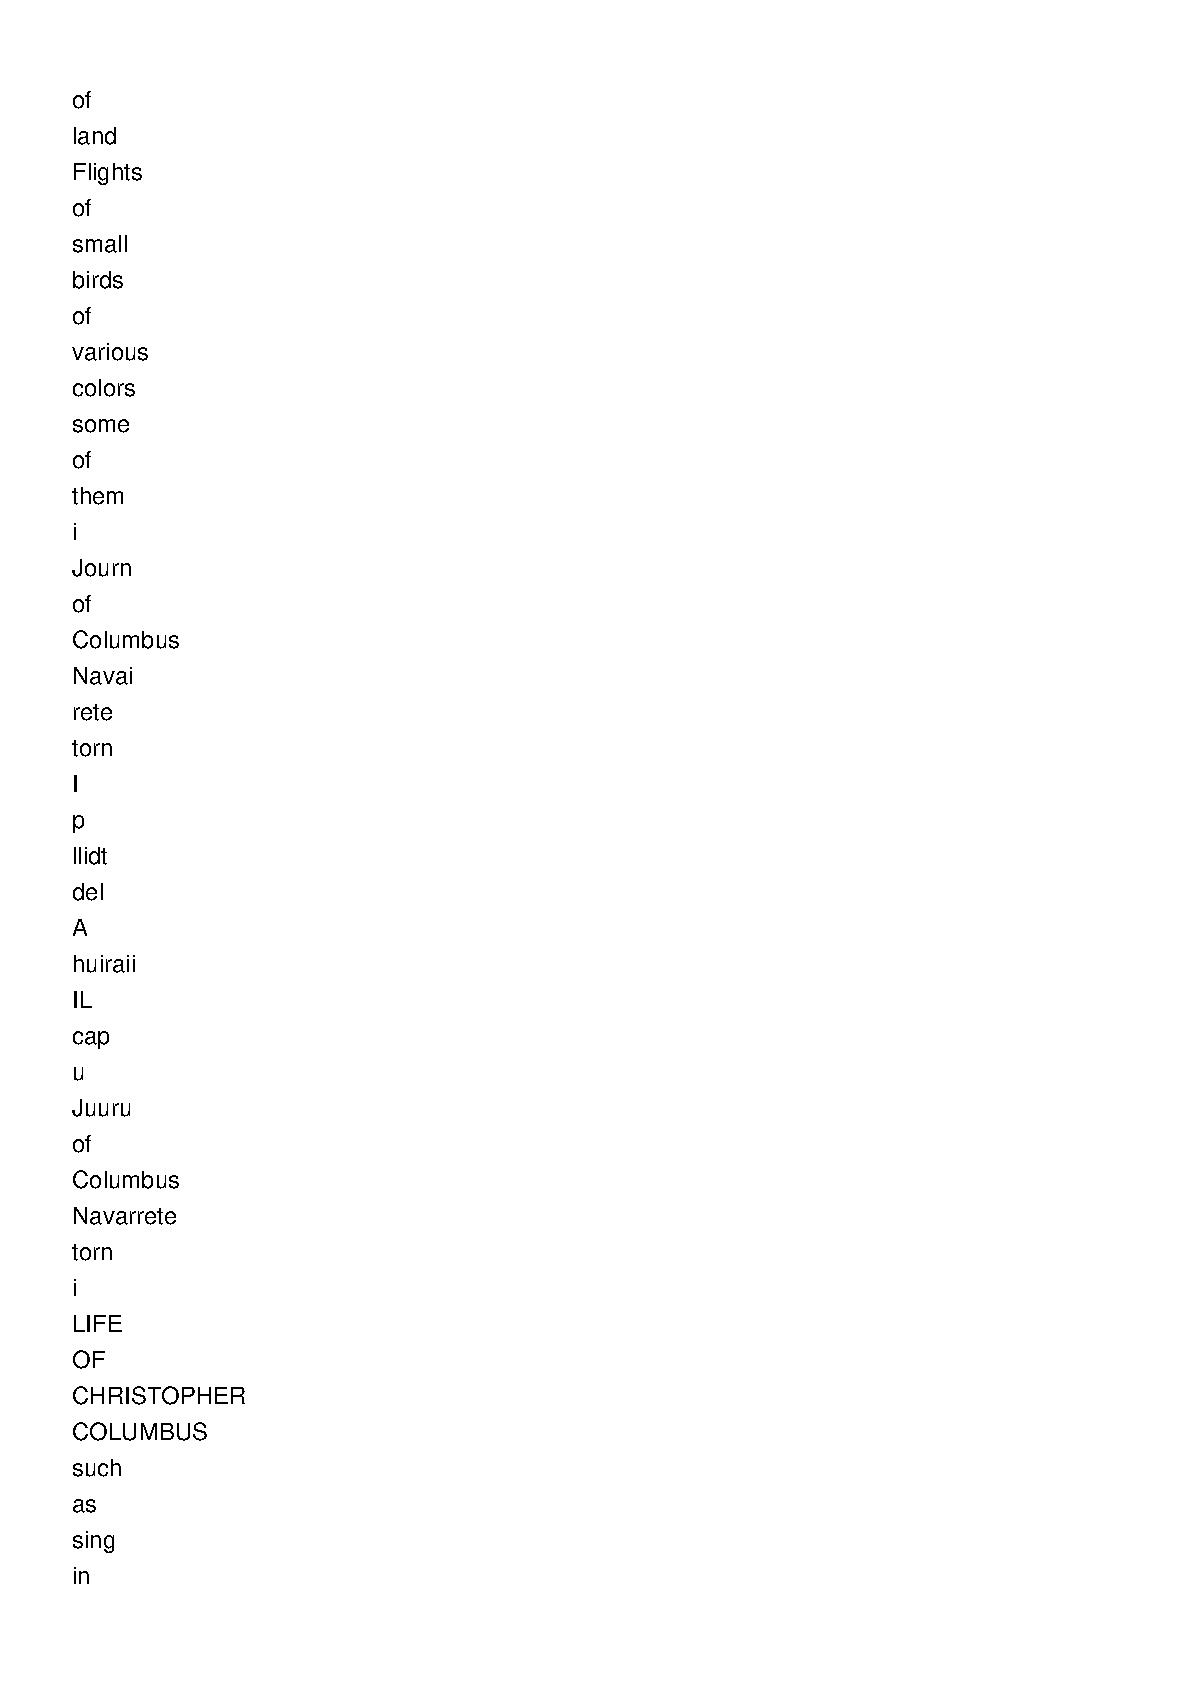 of
land
Flights
of
small
birds
of
various
colors
some
of
them
i
Journ
of
Columbus
Navai
rete
torn
I
p
llidt
del
A
huiraii
IL
cap
u
Juuru
of
Columbus
Navarrete
torn
i
LIFE
OF
CHRISTOPHER
COLUMBUS
such
as
sing
in